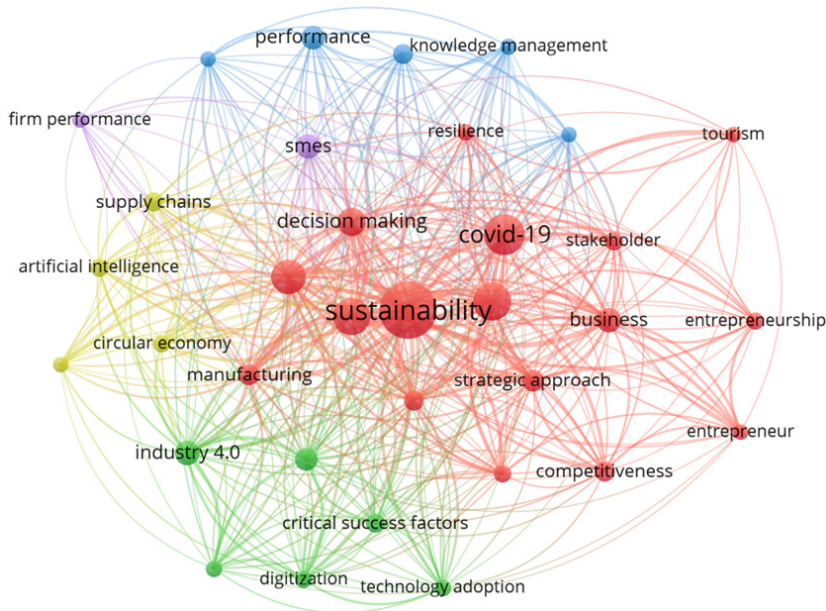 performance
knowledge management
firm performance
smes
resilience
tourism
supply chains
decision making
covid-19
stakeholder
artificial intelligence
sustainability
business
entrepreneurship
circular economy
manufacturing
strategic approach
entrepreneur
industry 4.0
competitiveness
critical success factors
digitization
technology adoption